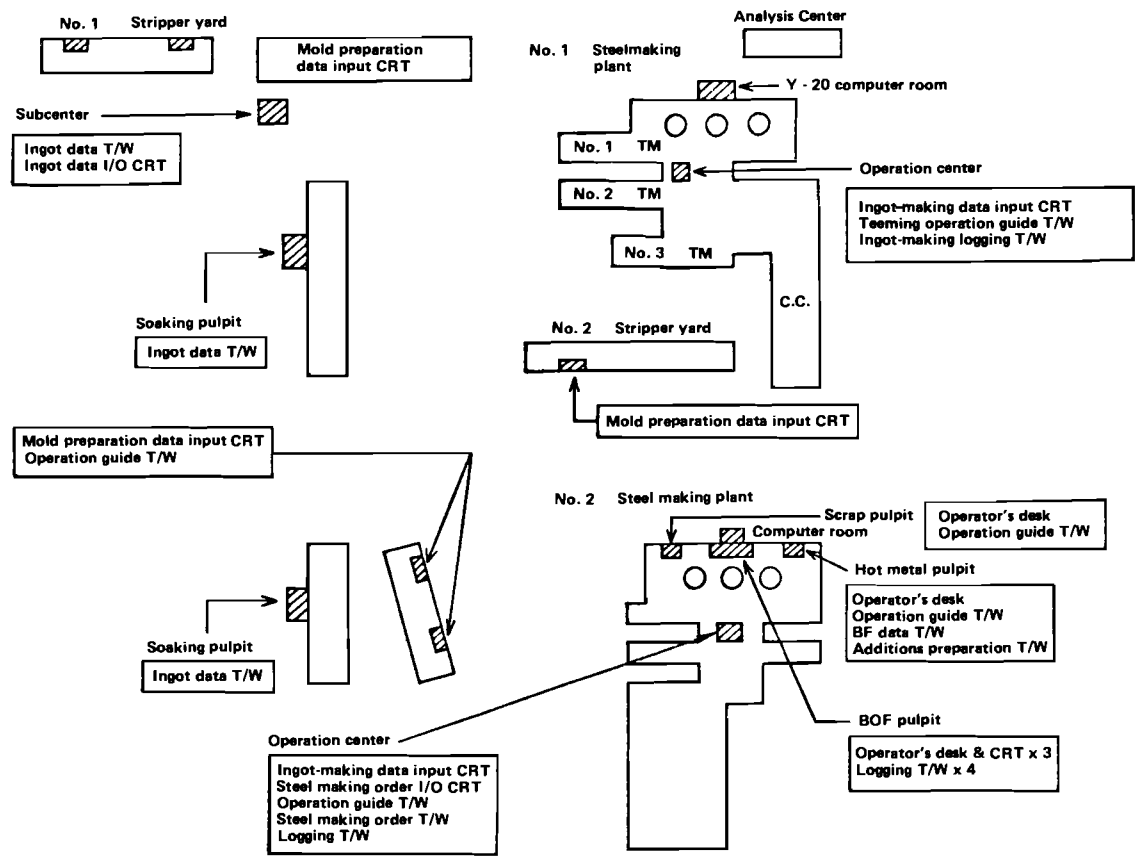 No. 1 Stripper yard
Mold preparation
data input CRT
Subcenter
Ingot data T/W
Ingot data I/O CRT
Soaking pulpit
Ingot data T/W
Analysis Center
No. 1 Steelmaking
plant
Y - 20 computer room
No. 1 TM
No. 2 TM
No. 3 TM
C.C.
Operation center
Ingot-making data input CRT
Teeming operation guide T/W
Ingot-making logging T/W
No. 2 Stripper yard
Mold preparation data input CRT
Mold preparation data input CRT
Operation guide T/W
Soaking pulpit
Ingot data T/W
Operation center
Ingot-making data input CRT
Steel making order I/O CRT
Operation guide T/W
Steel making order T/W
Logging T/W
No. 2 Steel making plant
Scrap pulpit
Operator's desk
Operation guide T/W
Computer room
Hot metal pulpit
Operator's desk
Operation guide T/W
BF data T/W
Additions preparation T/W
BOF pulpit
Operator's desk & CRT x 3
Logging T/W x 4